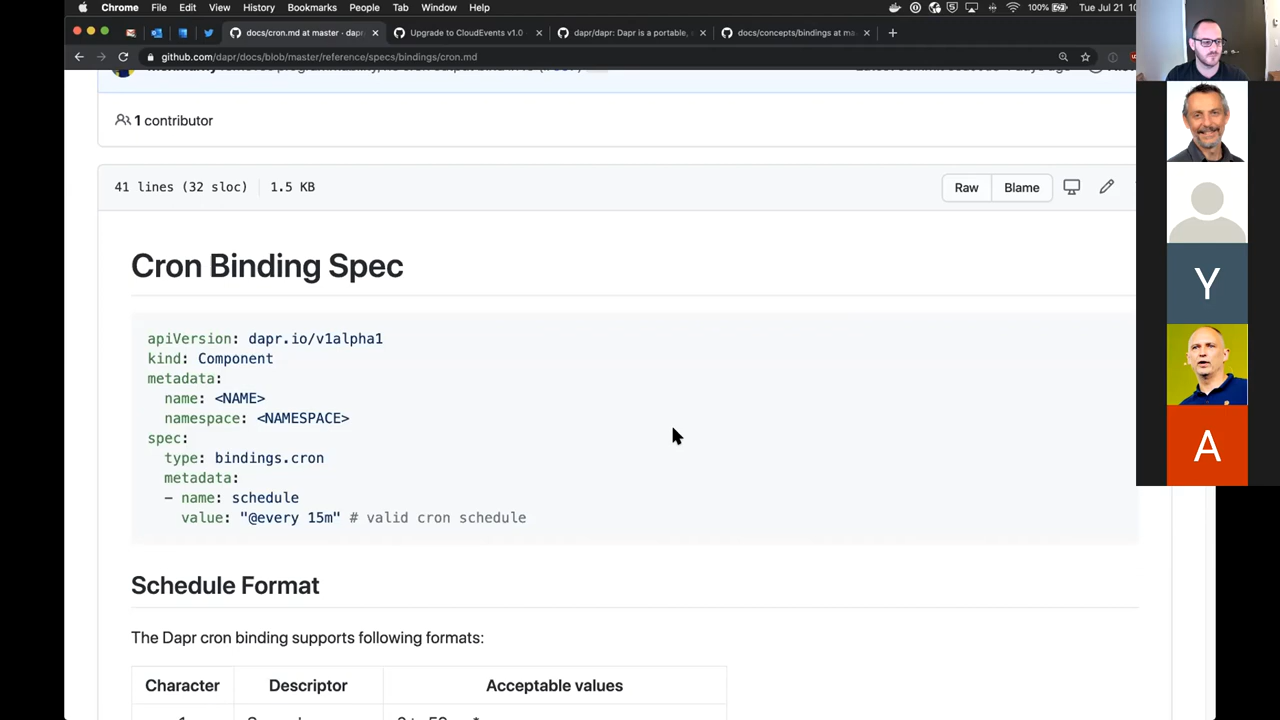 Chrome File Edit View History Bookmarks People Tab Window Help 100% Tue Jul 21 10
docs/cron.md at master · dapr Upgrade to CloudEvents v1.0 dapr/dapr: Dapr is a portable, docs/concepts/bindings at ma
github.com/dapr/docs/blob/master/reference/specs/bindings/cron.md
1 contributor
41 lines (32 sloc) 1.5 KB Raw Blame
Cron Binding Spec
apiVersion: dapr.io/v1alpha1
kind: Component
metadata:
name: <NAME>
namespace: <NAMESPACE>
spec:
type: bindings.cron
metadata:
- name: schedule
value: "@every 15m" # valid cron schedule
Schedule Format
The Dapr cron binding supports following formats:
Character Descriptor Acceptable values
Y
A